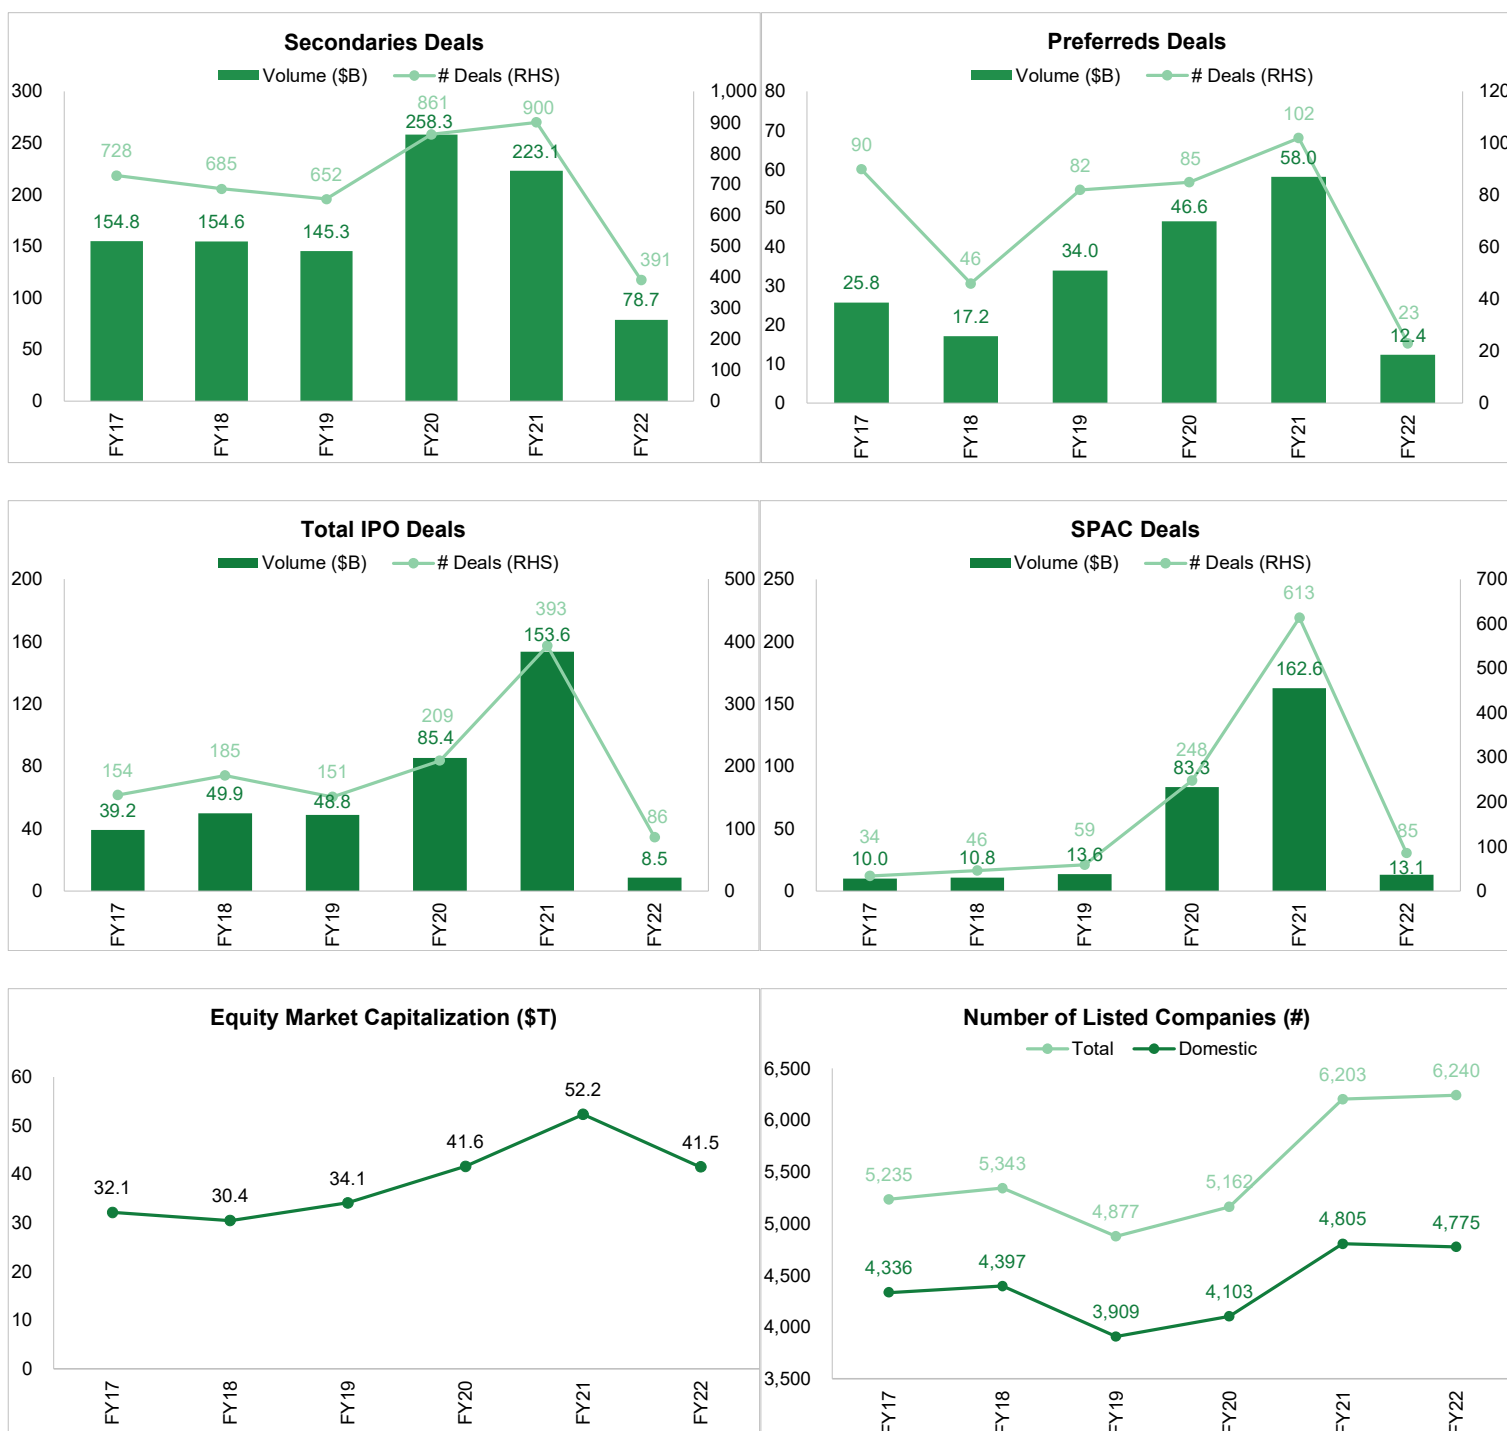 Secondaries Deals
Volume ($B) # Deals (RHS)
300 1,000
900
250
800
700
200
600
150 500
400
100
300
200
50
100
0 0
728 685 652 861 900 391
154.8 154.6 145.3 258.3 223.1 78.7
FY17 FY18 FY19 FY20 FY21 FY22
Preferreds Deals
Volume ($B) # Deals (RHS)
80 120
70
100
60
80
50
40 60
30
40
20
20
10
0 0
90 46 82 85 102 23
25.8 17.2 34.0 46.6 58.0 12.4
FY17 FY18 FY19 FY20 FY21 FY22
Total IPO Deals
Volume ($B) # Deals (RHS)
200 500
160 400
120 300
80 200
40 100
0 0
154 185 151 209 393 86
39.2 49.9 48.8 85.4 153.6 8.5
FY17 FY18 FY19 FY20 FY21 FY22
SPAC Deals
Volume ($B) # Deals (RHS)
250 700
600
200
500
150
400
100 300
200
50
100
0 0
34 46 59 248 613 85
10.0 10.8 13.6 83.3 162.6 13.1
FY17 FY18 FY19 FY20 FY21 FY22
Equity Market Capitalization ($T)
60
50
40
30
20
10
0
32.1 30.4 34.1 41.6 52.2 41.5
FY17 FY18 FY19 FY20 FY21 FY22
Number of Listed Companies (#)
Total Domestic
6,500
6,000
5,500
5,000
4,500
4,000
3,500
5,235 5,343 4,877 5,162 6,203 6,240
4,336 4,397 3,909 4,103 4,805 4,775
FY17 FY18 FY19 FY20 FY21 FY22